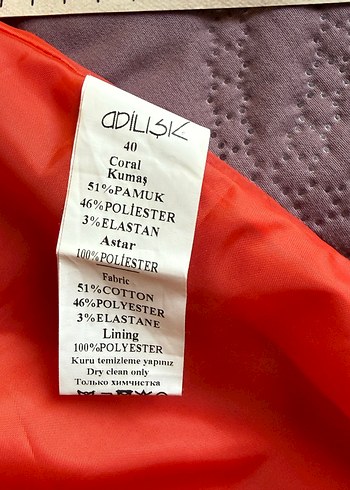 ADİLIŞIK
40
Coral
Kumaş
51%PAMUK
46%POLİESTER
3%ELASTAN
Astar
100%POLİESTER
Fabric
51%COTTON
46%POLYESTER
3%ELASTANE
Lining
100%POLYESTER
Kuru temizleme yapınız
Dry clean only
Только химчистка